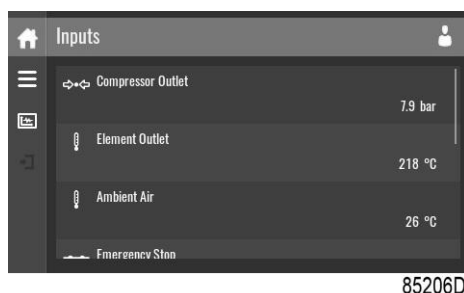 Inputs
Compressor Outlet
7.9 bar
Element Outlet
218 °C
Ambient Air
26 °C
Emergency Stop
85206D